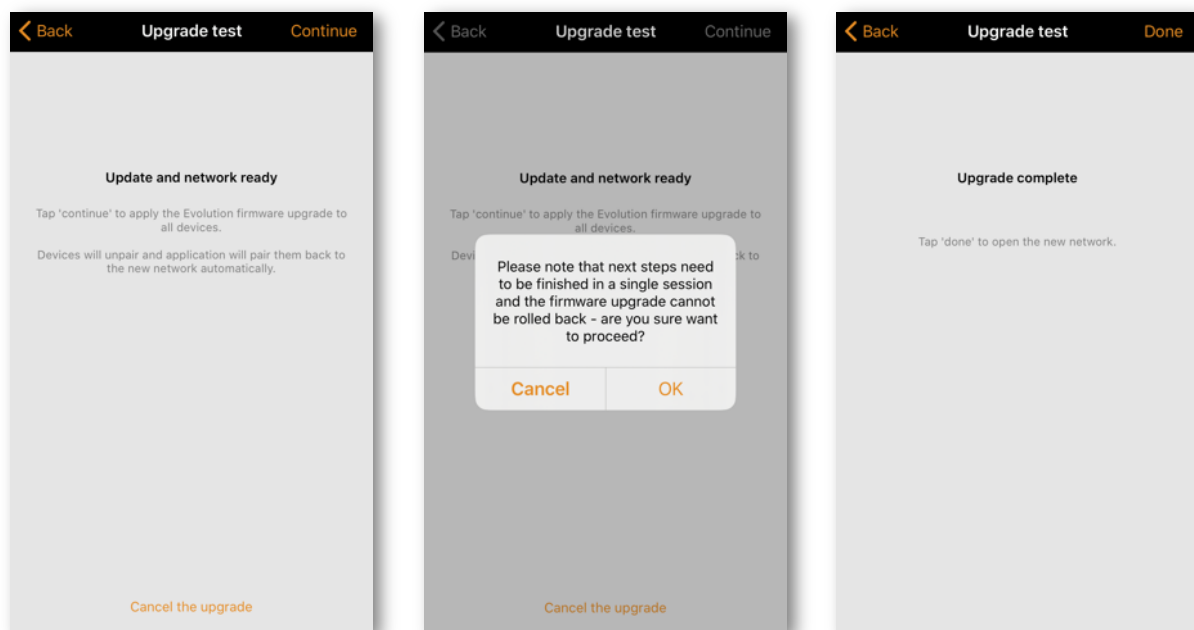 Back Upgrade test Continue
Update and network ready
Tap 'continue' to apply the Evolution firmware upgrade to
all devices.
Devices will unpair and application will pair them back to
the new network automatically.
Cancel the upgrade
Back Upgrade test Continue
Update and network ready
Tap 'continue' to apply the Evolution firmware upgrade to
all devices.
Devi
ck to
Please note that next steps need
to be finished in a single session
and the firmware upgrade cannot
be rolled back - are you sure want
to proceed?
Cancel OK
Cancel the upgrade
Back Upgrade test Done
Upgrade complete
Tap 'done' to open the new network.